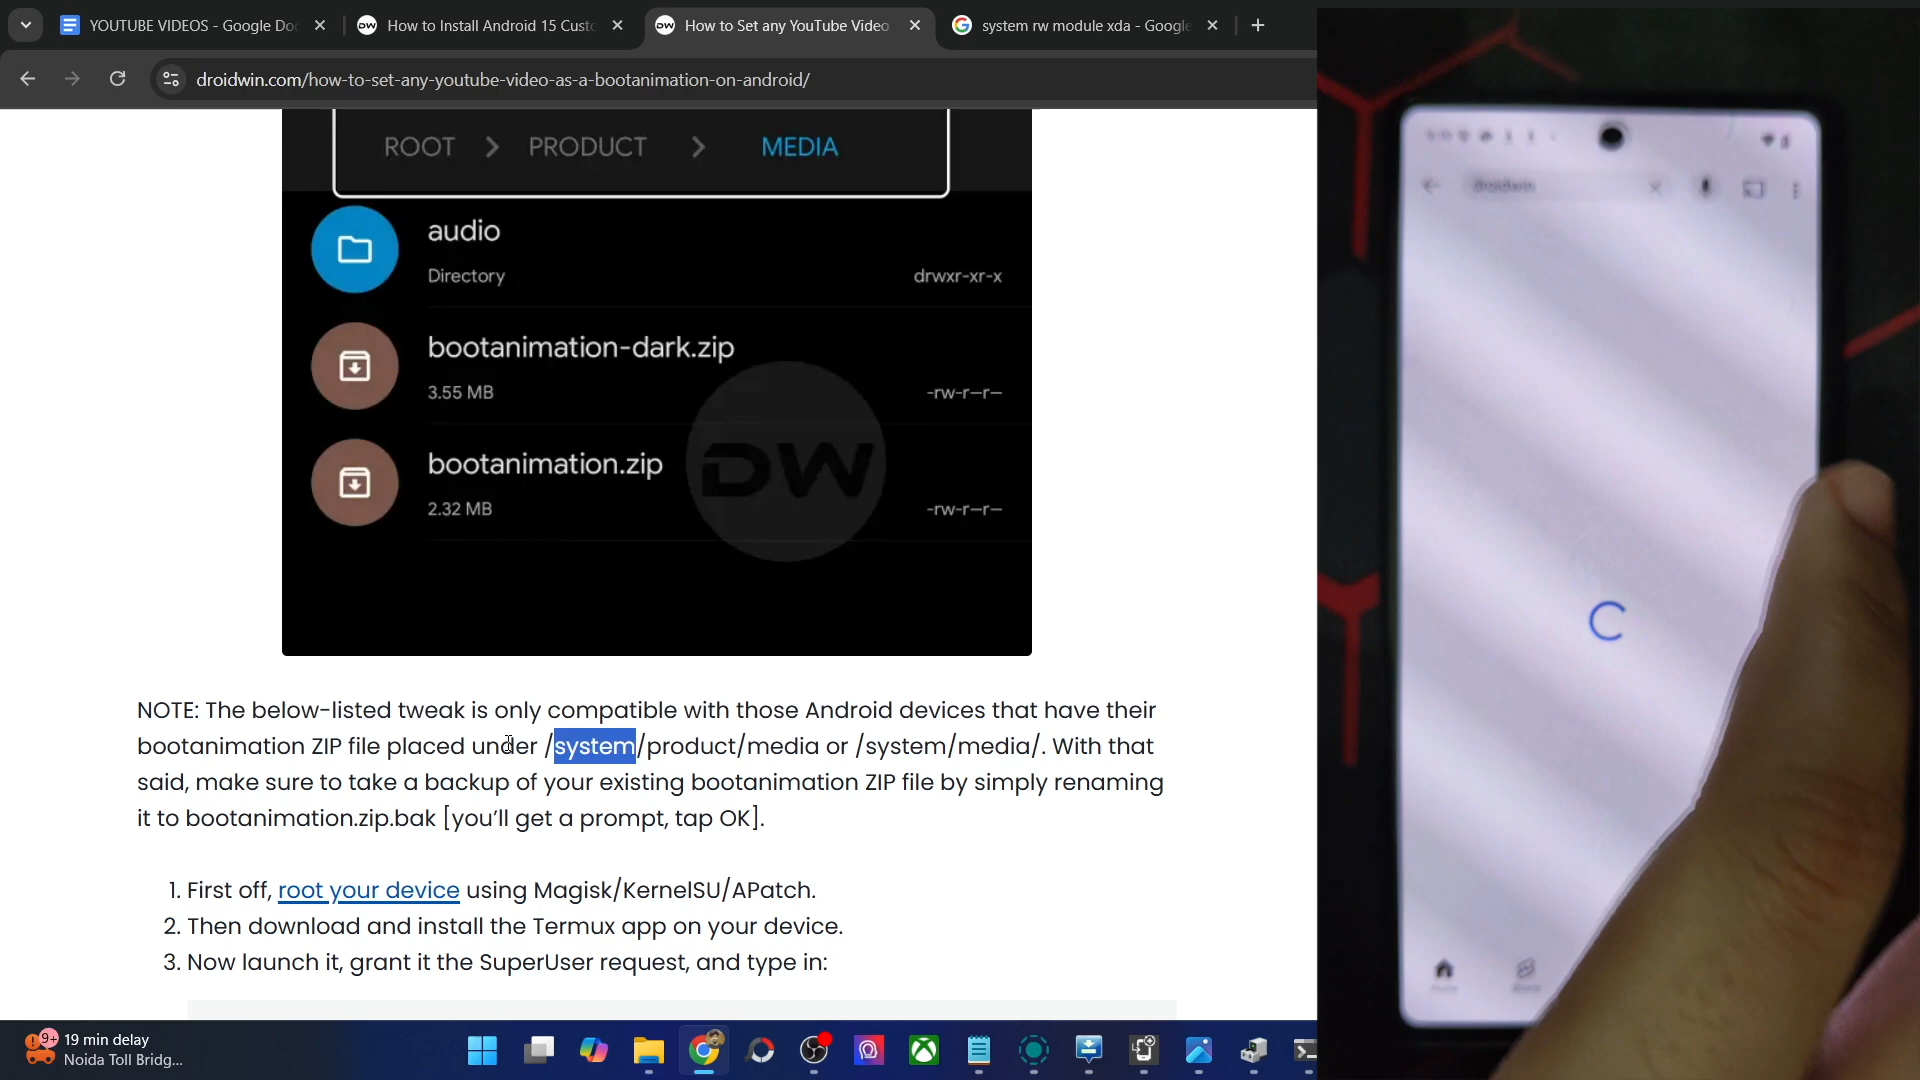 YOUTUBE VIDEOS - Google Doc
How to Install Android 15 Custo
How to Set any YouTube Video
system rw module xda - Google
droidwin.com/how-to-set-any-youtube-video-as-a-bootanimation-on-android/
ROOT > PRODUCT > MEDIA
audio
Directory drwxr-xr-x
bootanimation-dark.zip
3.55 MB -rw-r--r--
bootanimation.zip
2.32 MB -rw-r--r--
DW
NOTE: The below-listed tweak is only compatible with those Android devices that have their
bootanimation ZIP file placed under /system/product/media or /system/media/. With that
said, make sure to take a backup of your existing bootanimation ZIP file by simply renaming
it to bootanimation.zip.bak [you'll get a prompt, tap OK].
1. First off, root your device using Magisk/KernelSU/APatch.
2. Then download and install the Termux app on your device.
3. Now launch it, grant it the SuperUser request, and type in:
droidwin
9+
19 min delay
Noida Toll Bridg...